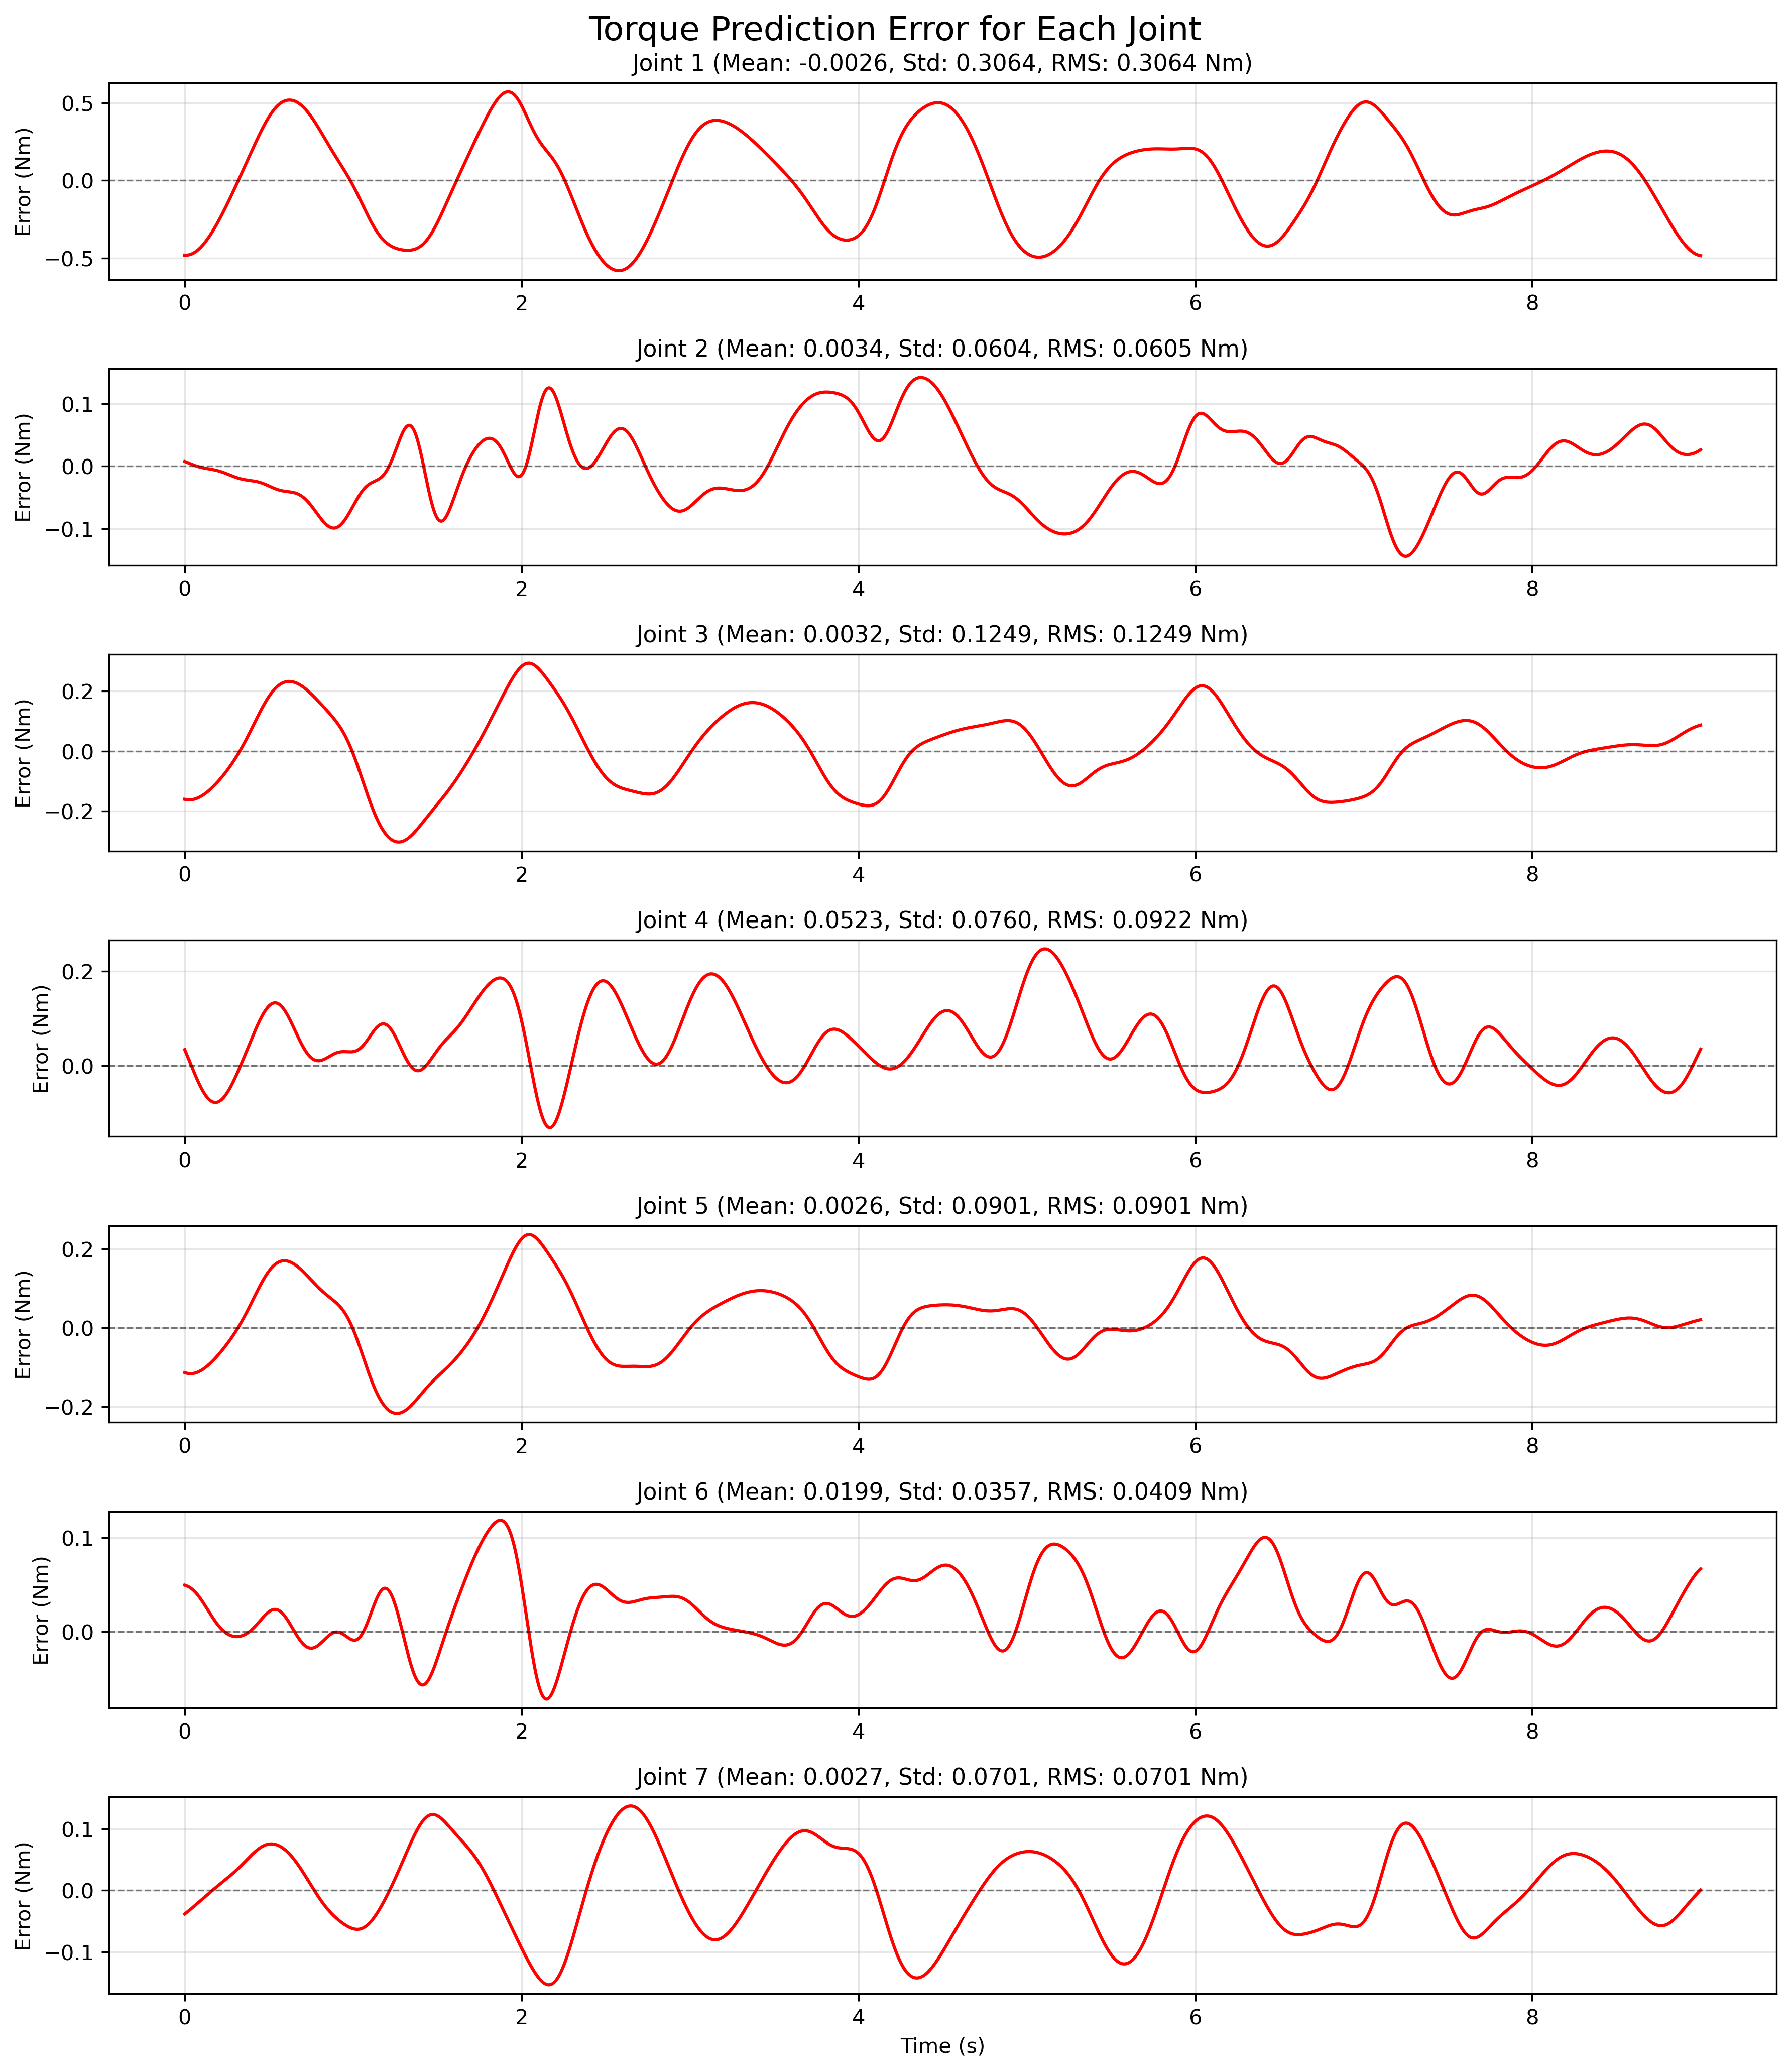 Torque Prediction Error for Each Joint
Joint 1 (Mean: -0.0026, Std: 0.3064, RMS: 0.3064 Nm)
Error (Nm)
0.5
0.0
−0.5
0 2 4 6 8
Joint 2 (Mean: 0.0034, Std: 0.0604, RMS: 0.0605 Nm)
Error (Nm)
0.1
0.0
−0.1
0 2 4 6 8
Joint 3 (Mean: 0.0032, Std: 0.1249, RMS: 0.1249 Nm)
Error (Nm)
0.2
0.0
−0.2
0 2 4 6 8
Joint 4 (Mean: 0.0523, Std: 0.0760, RMS: 0.0922 Nm)
Error (Nm)
0.2
0.0
0 2 4 6 8
Joint 5 (Mean: 0.0026, Std: 0.0901, RMS: 0.0901 Nm)
Error (Nm)
0.2
0.0
−0.2
0 2 4 6 8
Joint 6 (Mean: 0.0199, Std: 0.0357, RMS: 0.0409 Nm)
Error (Nm)
0.1
0.0
0 2 4 6 8
Joint 7 (Mean: 0.0027, Std: 0.0701, RMS: 0.0701 Nm)
Error (Nm)
0.1
0.0
−0.1
0 2 4 6 8
Time (s)